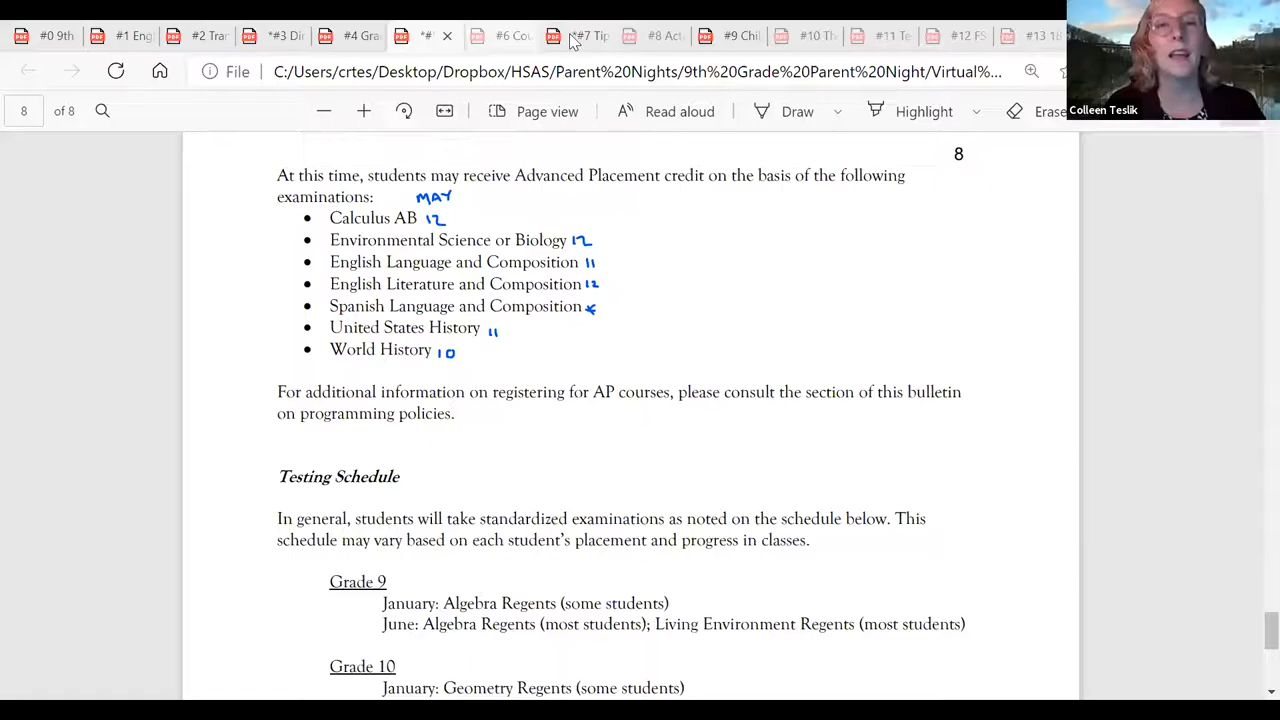 #0 9th
#1 Eng
#2 Tran
*#3 Di
#4 Gra
*#
#6 Cou
*#7 Tip
#8 Act
#9 Chi
#10 Th
#11 Te
#12 FS
#13 18
File
C:/Users/crtes/Desktop/Dropbox/HSAS/Parent%20Nights/9th%20Grade%20Parent%20Night/Virtual%...
8 of 8
Page view
Read aloud
Draw
Highlight
Erase
Colleen Teslik
8
At this time, students may receive Advanced Placement credit on the basis of the following
examinations: MAY
• Calculus AB 12
• Environmental Science or Biology 12
• English Language and Composition 11
• English Literature and Composition 12
• Spanish Language and Composition *
• United States History 11
• World History 10
For additional information on registering for AP courses, please consult the section of this bulletin
on programming policies.
Testing Schedule
In general, students will take standardized examinations as noted on the schedule below. This
schedule may vary based on each student's placement and progress in classes.
Grade 9
January: Algebra Regents (some students)
June: Algebra Regents (most students); Living Environment Regents (most students)
Grade 10
January: Geometry Regents (some students)